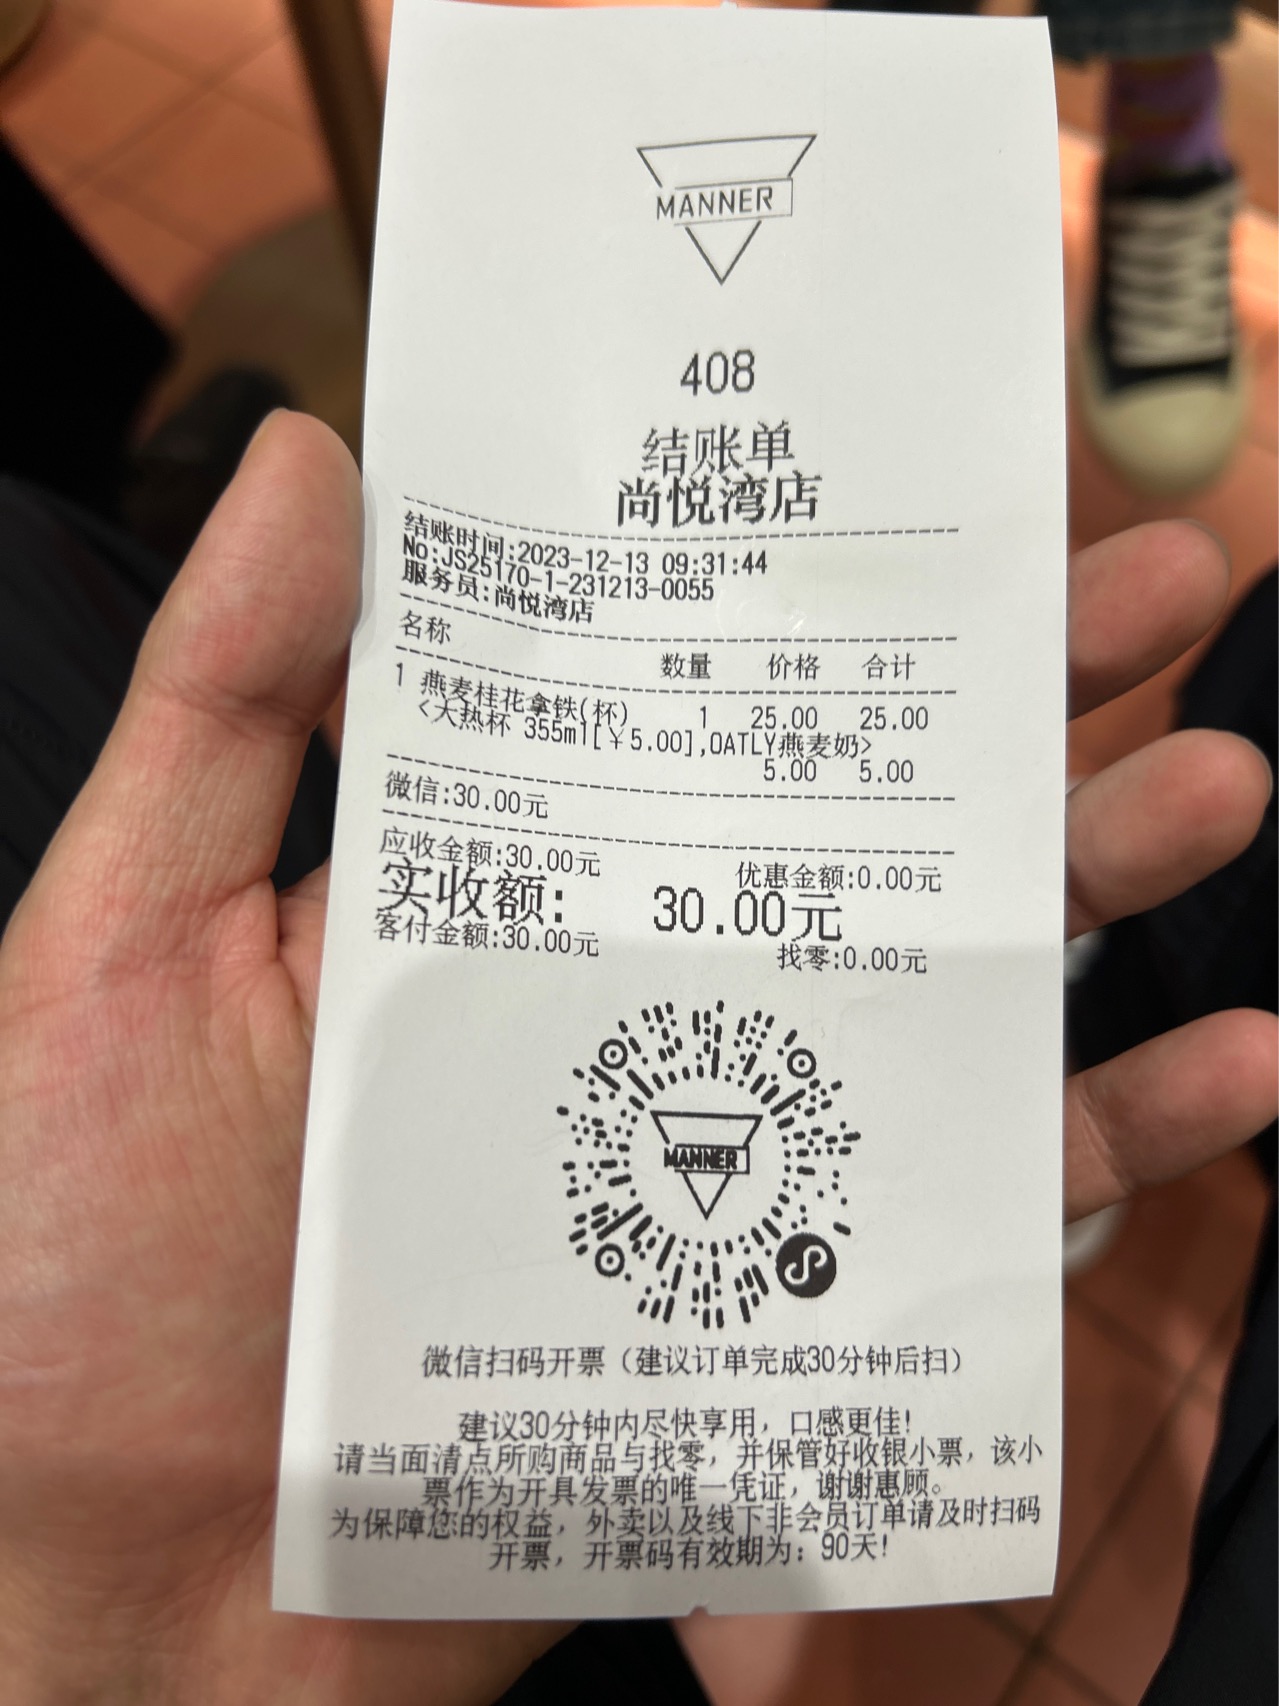 MANNER
408
结账单
尚悦湾店
结账时间:2023-12-13 09:31:44
No:JS25170-1-231213-0055
服务员:尚悦湾店
名称 数量 价格 合计
1 燕麦桂花拿铁(杯) 1 25.00 25.00
<大热杯 355ml[￥5.00],OATLY燕麦奶>
5.00 5.00
微信:30.00元
应收金额:30.00元 优惠金额:0.00元
实收额: 30.00元
客付金额:30.00元 找零:0.00元
MANNER
微信扫码开票（建议订单完成30分钟后扫）
建议30分钟内尽快享用，口感更佳!
请当面清点所购商品与找零，并保管好收银小票，该小
票作为开具发票的唯一凭证，谢谢惠顾。
为保障您的权益，外卖以及线下非会员订单请及时扫码
开票，开票码有效期为：90天!